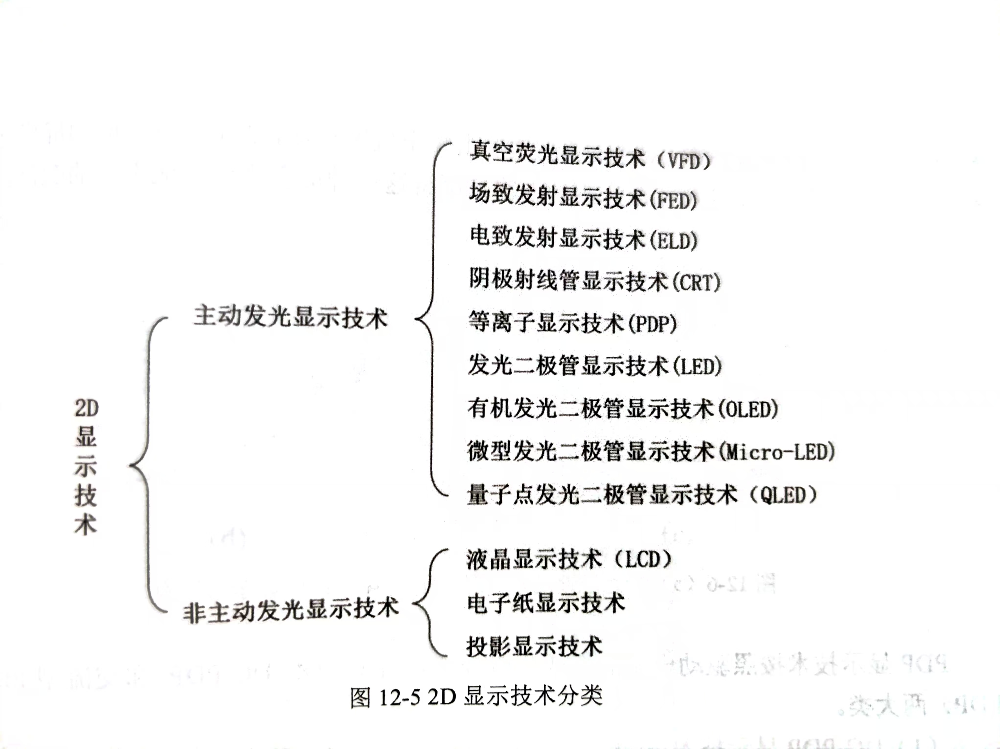 2D显示技术
主动发光显示技术
真空荧光显示技术（VFD）
场致发射显示技术(FED)
电致发射显示技术(ELD)
阴极射线管显示技术(CRT)
等离子显示技术(PDP)
发光二极管显示技术(LED)
有机发光二极管显示技术(OLED)
微型发光二极管显示技术(Micro-LED)
量子点发光二极管显示技术（QLED）
非主动发光显示技术
液晶显示技术（LCD）
电子纸显示技术
投影显示技术
图 12-5 2D 显示技术分类